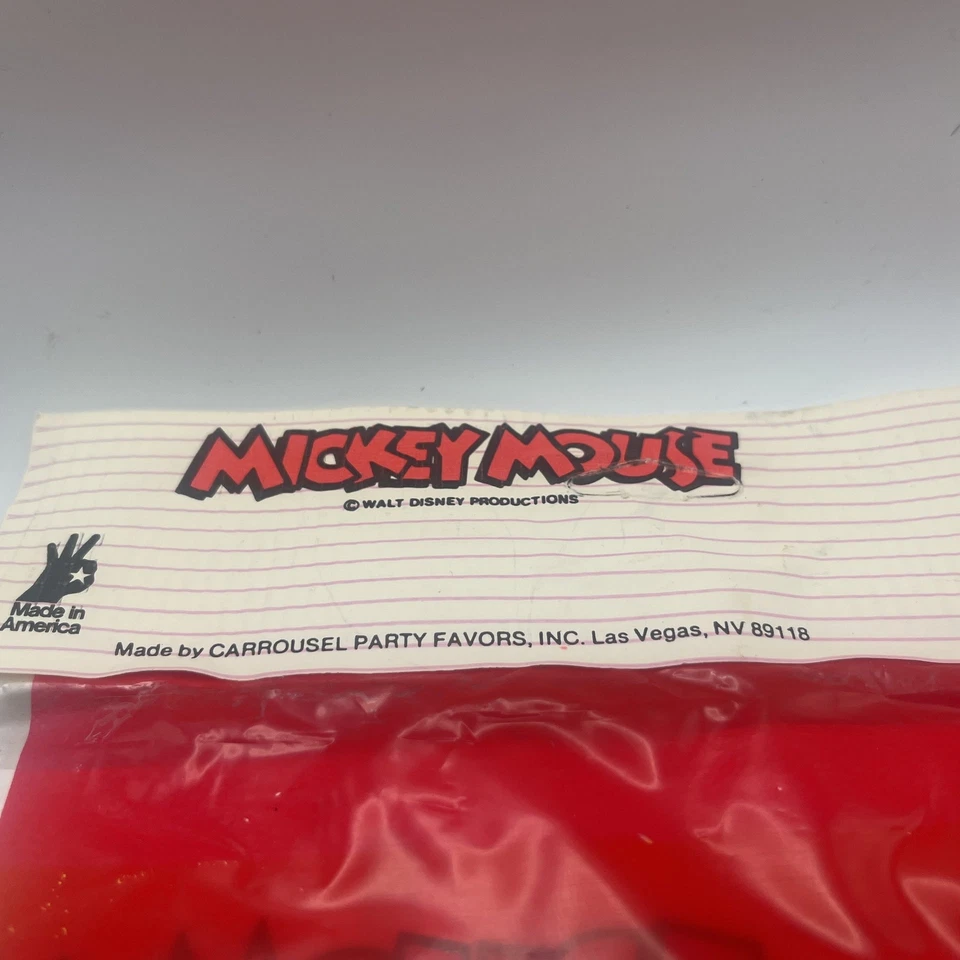 MICKEY MOUSE
© WALT DISNEY PRODUCTIONS
Made in
America
Made by CARROUSEL PARTY FAVORS, INC. Las Vegas, NV 89118